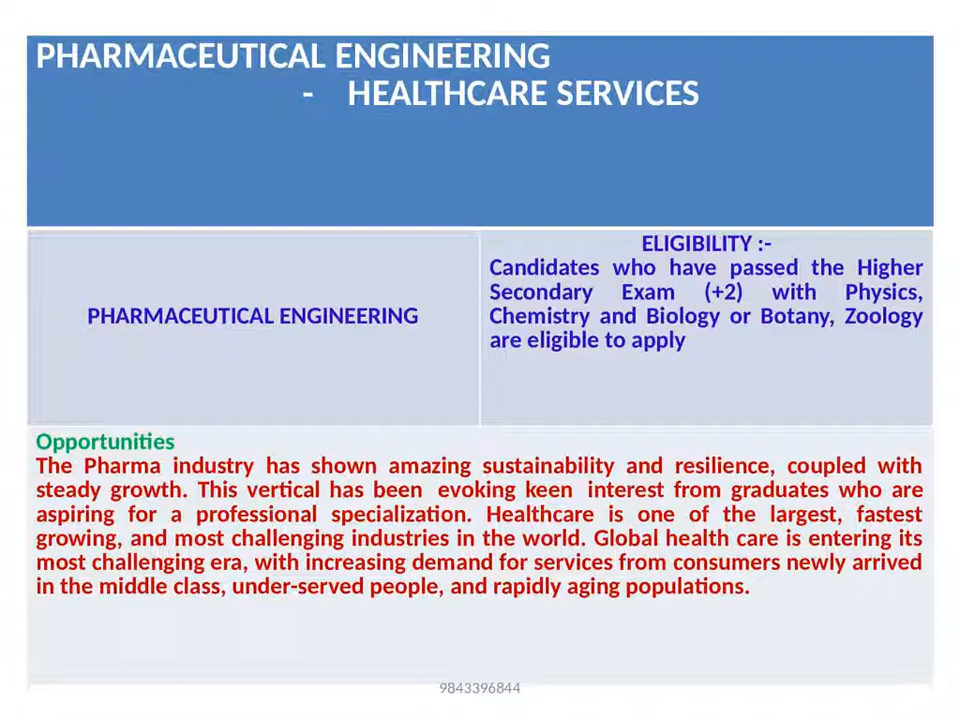 PHARMACEUTICAL ENGINEERING
- HEALTHCARE SERVICES
PHARMACEUTICAL ENGINEERING
ELIGIBILITY :-
Candidates who have passed the Higher
Secondary Exam (+2) with Physics,
Chemistry and Biology or Botany, Zoology
are eligible to apply
Opportunities
The Pharma industry has shown amazing sustainability and resilience, coupled with
steady growth. This vertical has been evoking keen interest from graduates who are
aspiring for a professional specialization. Healthcare is one of the largest, fastest
growing, and most challenging industries in the world. Global health care is entering its
most challenging era, with increasing demand for services from consumers newly arrived
in the middle class, under-served people, and rapidly aging populations.
9843396844